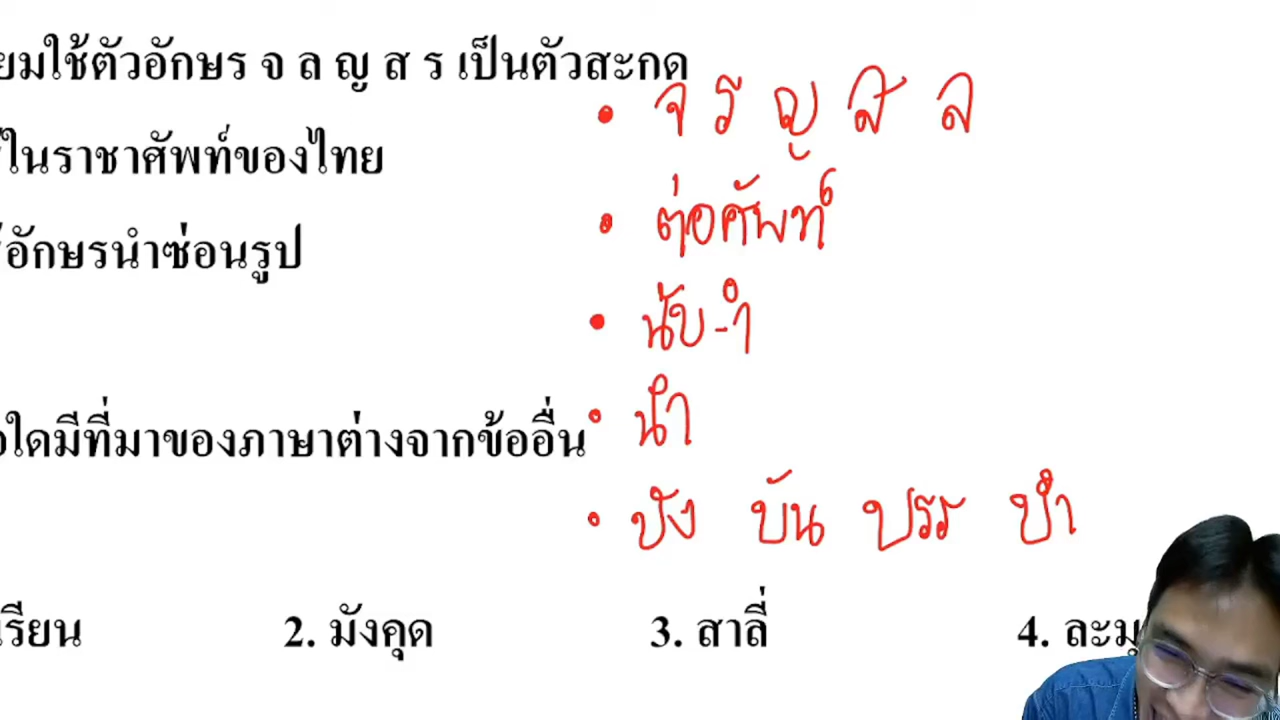 ยมใช้ตัวอักษร จ ล ญ ส ร เป็นตัวสะกด
• จ ร ญ ส ล
ในราชาศัพท์ของไทย
• ต่อศัพท์
อักษรนำซ่อนรูป
• นับ -ำ
• นำ
ใดมีที่มาของภาษาต่างจากข้ออื่น
• บัง บัน บรร บำ
เรียน 2. มังคุด 3. สาลี่ 4. ละมุ